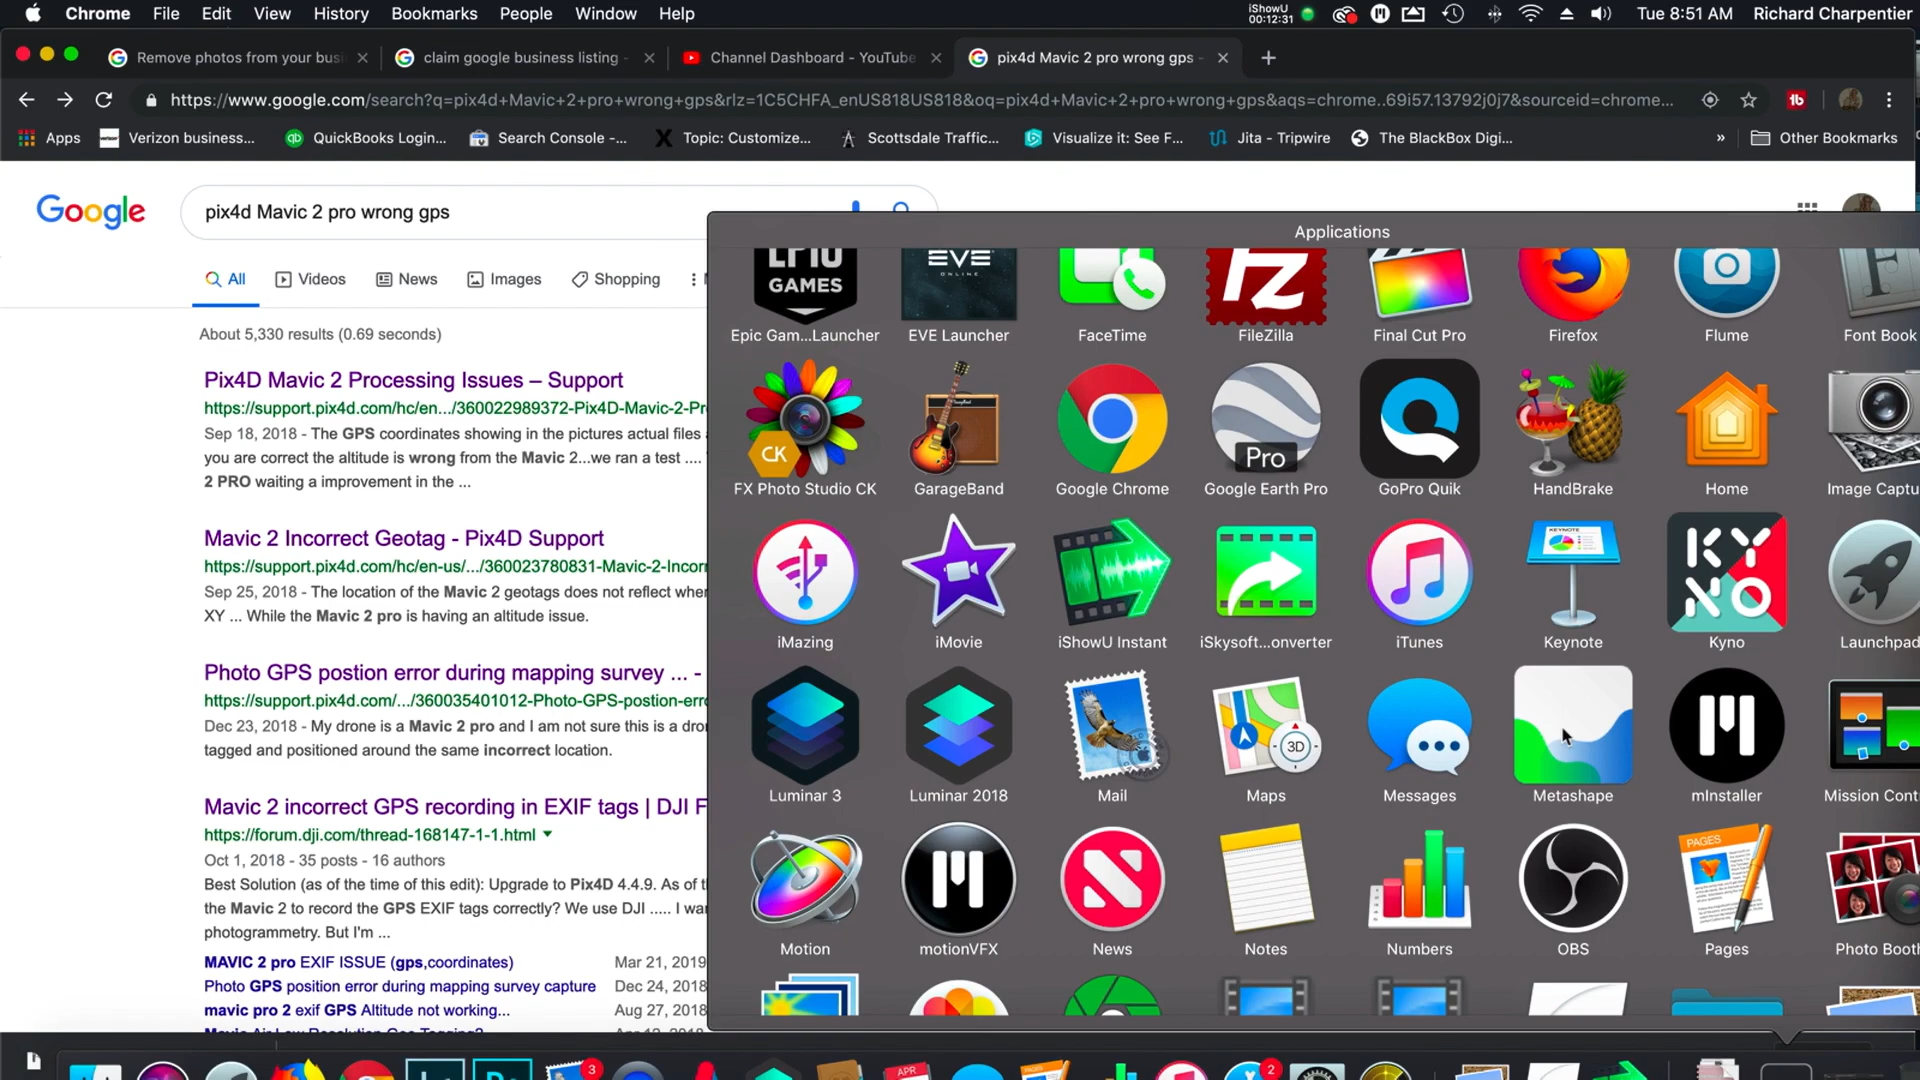 Chrome File Edit View History Bookmarks People Window Help
iShowU
00:12:31
Tue 8:51 AM Richard Charpentier
Remove photos from your busi
claim google business listing -
Channel Dashboard - YouTube
pix4d Mavic 2 pro wrong gps -
https://www.google.com/search?q=pix4d+Mavic+2+pro+wrong+gps&rlz=1C5CHFA_enUS818US818&oq=pix4d+Mavic+2+pro+wrong+gps&aqs=chrome..69i57.13792j0j7&sourceid=chrome...
tb
Apps
Verizon business...
QuickBooks Login...
Search Console -...
Topic: Customize...
Scottsdale Traffic...
Visualize it: See F...
Jita - Tripwire
The BlackBox Digi...
»
Other Bookmarks
Google
pix4d Mavic 2 pro wrong gps
All Videos News Images Shopping
About 5,330 results (0.69 seconds)
Pix4D Mavic 2 Processing Issues – Support
https://support.pix4d.com/hc/en.../360022989372-Pix4D-Mavic-2-Pr
Sep 18, 2018 - The GPS coordinates showing in the pictures actual files
you are correct the altitude is wrong from the Mavic 2...we ran a test ....
2 PRO waiting a improvement in the ...
Mavic 2 Incorrect Geotag - Pix4D Support
https://support.pix4d.com/hc/en-us/.../360023780831-Mavic-2-Incor
Sep 25, 2018 - The location of the Mavic 2 geotags does not reflect wher
XY ... While the Mavic 2 pro is having an altitude issue.
Photo GPS postion error during mapping survey ... -
https://support.pix4d.com/.../360035401012-Photo-GPS-postion-erro
Dec 23, 2018 - My drone is a Mavic 2 pro and I am not sure this is a dro
tagged and positioned around the same incorrect location.
Mavic 2 incorrect GPS recording in EXIF tags | DJI F
https://forum.dji.com/thread-168147-1-1.html
Oct 1, 2018 - 35 posts - 16 authors
Best Solution (as of the time of this edit): Upgrade to Pix4D 4.4.9. As of t
the Mavic 2 to record the GPS EXIF tags correctly? We use DJI ..... I wan
photogrammetry. But I'm ...
MAVIC 2 pro EXIF ISSUE (gps,coordinates) Mar 21, 2019
Photo GPS position error during mapping survey capture Dec 24, 2018
mavic pro 2 exif GPS Altitude not working... Aug 27, 2018
Applications
GAMES
EVE
ONLINE
FZ
F
Epic Gam...Launcher
EVE Launcher
FaceTime
FileZilla
Final Cut Pro
Firefox
Flume
Font Book
CK
Pro
FX Photo Studio CK
GarageBand
Google Chrome
Google Earth Pro
GoPro Quik
HandBrake
Home
Image Captu
KEYNOTE
KY
NO
iMazing
iMovie
iShowU Instant
iSkysoft...onverter
iTunes
Keynote
Kyno
Launchpad
3D
Luminar 3
Luminar 2018
Mail
Maps
Messages
Metashape
mInstaller
Mission Cont
PAGES
Motion
motionVFX
News
Notes
Numbers
OBS
Pages
Photo Booth
3
APR
2